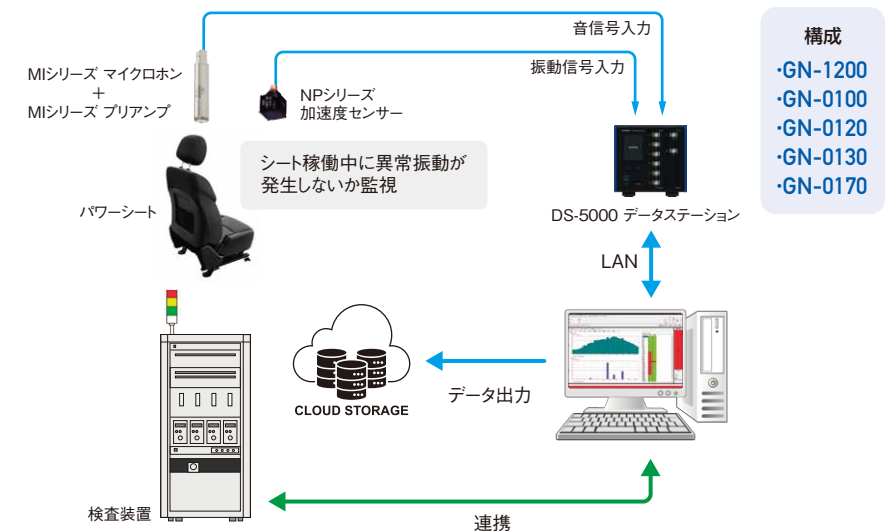 音信号入力
振動信号入力
MIシリーズ マイクロホン
+
MIシリーズ プリアンプ
NPシリーズ
加速度センサー
シート稼働中に異常振動が
発生しないか監視
パワーシート
DS-5000 データステーション
構成
・GN-1200
・GN-0100
・GN-0120
・GN-0130
・GN-0170
LAN
CLOUD STORAGE
データ出力
検査装置
連携